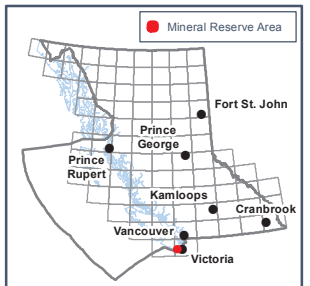 Mineral Reserve Area
Fort St. John
Prince
George
Prince
Rupert
Kamloops
Cranbrook
Vancouver
Victoria